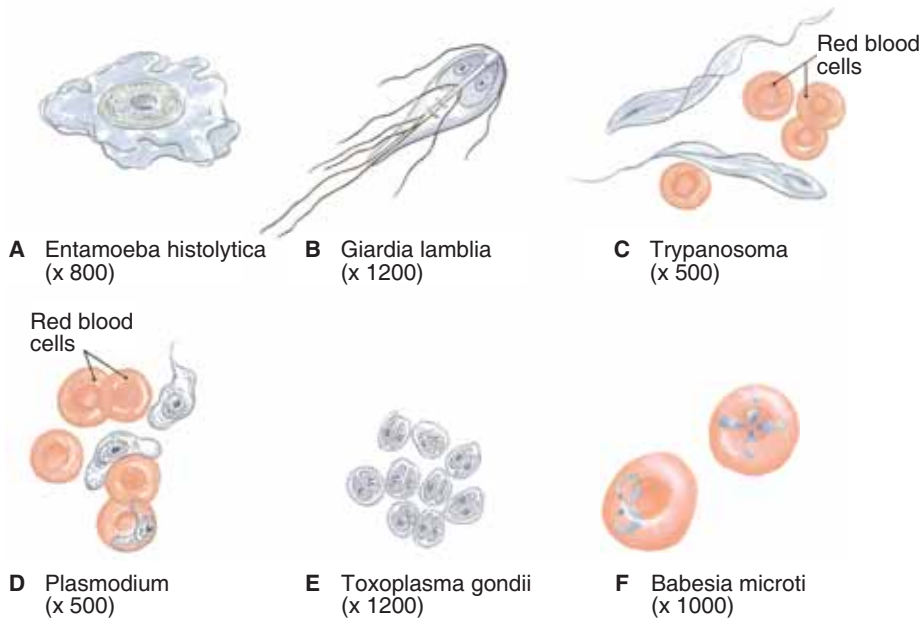 Red blood
cells
A Entamoeba histolytica
(x 800)
B Giardia lamblia
(x 1200)
C Trypanosoma
(x 500)
Red blood
cells
D Plasmodium
(x 500)
E Toxoplasma gondii
(x 1200)
F Babesia microti
(x 1000)